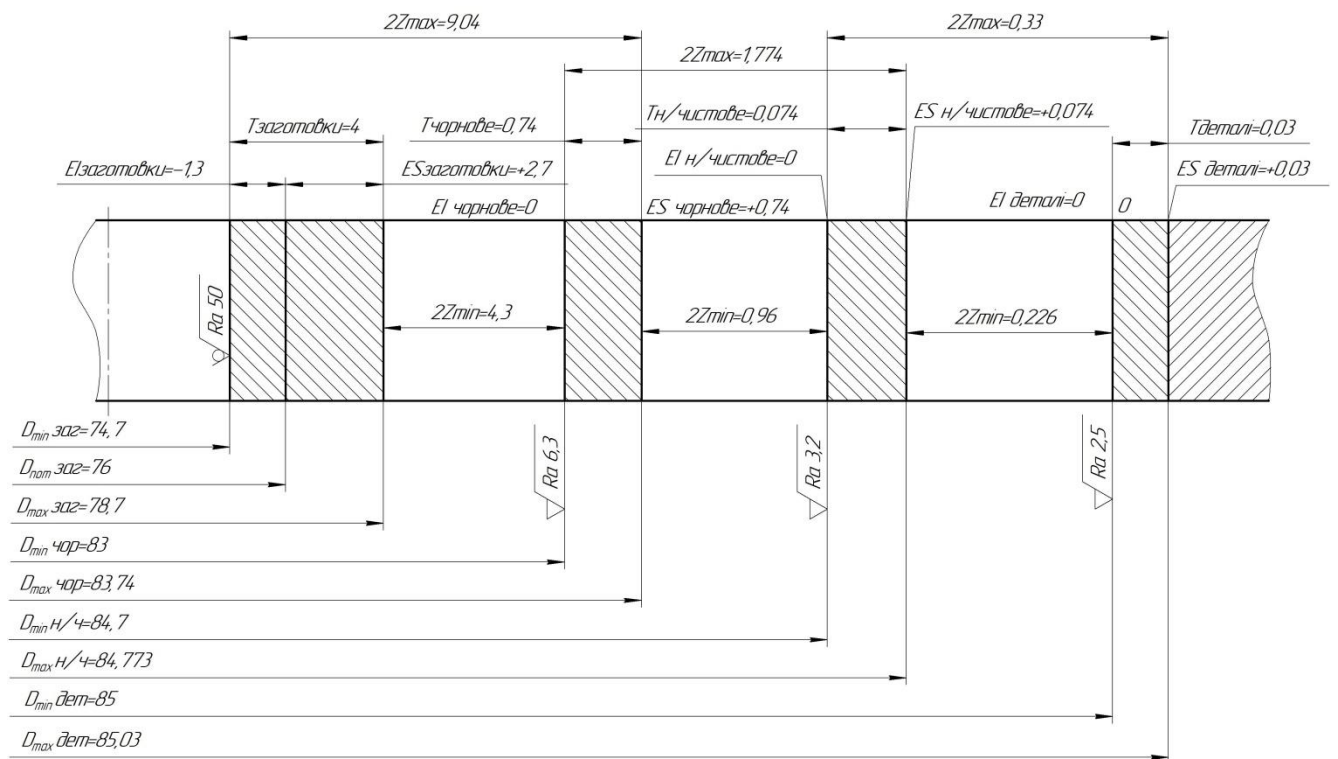 2Zmax=9,04
2Zmax=0,33
2Zmax=1,774
Tзаготовки=4
Tчорнове=0,74
Tн/чистове=0,074
ES н/чистове=+0,074
Tдеталі=0,03
EIзаготовки=-1,3
ESзаготовки=+2,7
EI н/чистове=0
ES деталі=+0,03
EI чорнове=0
ES чорнове=+0,74
EI деталі=0
0
Ra 50
2Zmin=4,3
2Zmin=0,96
2Zmin=0,226
Dmin заг=74,7
Dnom заг=76
Dmax заг=78,7
Ra 6,3
Ra 3,2
Ra 2,5
Dmin чор=83
Dmax чор=83,74
Dmin н/ч=84,7
Dmax н/ч=84,773
Dmin дет=85
Dmax дет=85,03